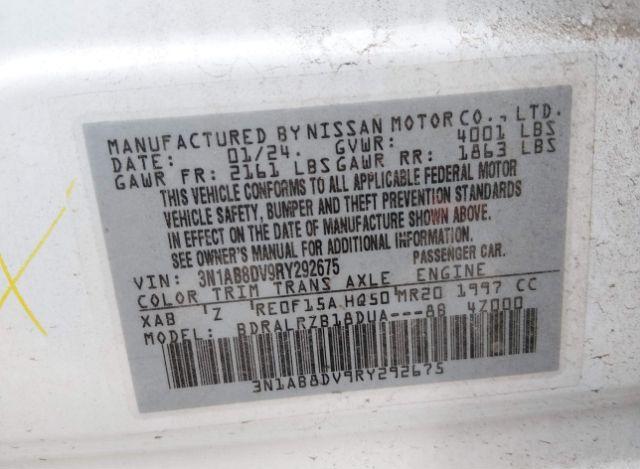 MANUFACTURED BY NISSAN MOTOR CO., LTD.
DATE: 01/24. GVWR: 4001 LBS
GAWR FR: 2161 LBS GAWR RR: 1863 LBS
THIS VEHICLE CONFORMS TO ALL APPLICABLE FEDERAL MOTOR
VEHICLE SAFETY, BUMPER AND THEFT PREVENTION STANDARDS
IN EFFECT ON THE DATE OF MANUFACTURE SHOWN ABOVE.
SEE OWNER'S MANUAL FOR ADDITIONAL INFORMATION.
VIN: 3N1AB8DV9RY292675 PASSENGER CAR.
COLOR TRIM TRANS AXLE ENGINE
XAB Z RE0F15A HQ50 MR20 1997 CC
MODEL: BDRALRZB18DUA---8B 47000
3N1AB8DV9RY292675